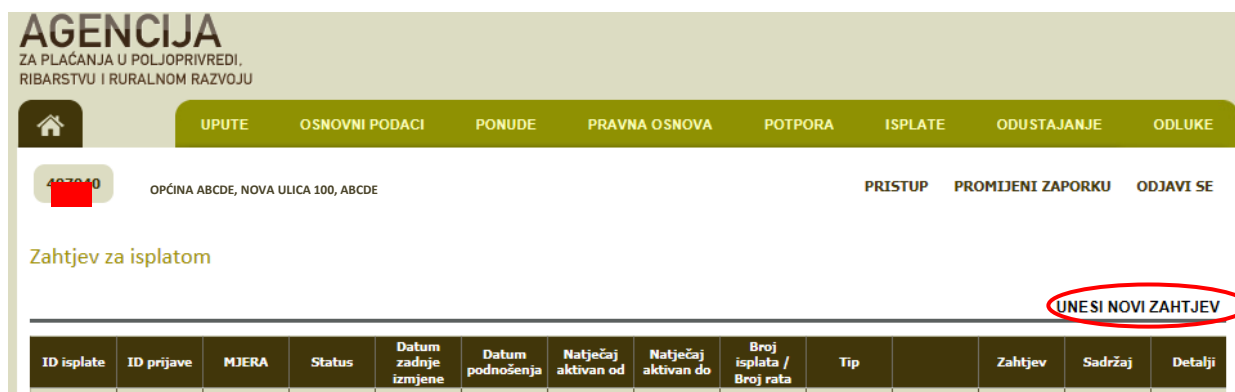 AGENCIJA
ZA PLAĆANJA U POLJOPRIVREDI,
RIBARSTVU I RURALNOM RAZVOJU
UPUTE OSNOVNI PODACI PONUDE PRAVNA OSNOVA POTPORA ISPLATE ODUSTAJANJE ODLUKE
OPĆINA ABCDE, NOVA ULICA 100, ABCDE PRISTUP PROMIJENI ZAPORKU ODJAVI SE
Zahtjev za isplatom
UNESI NOVI ZAHTJEV
ID isplate ID prijave MJERA Status Datum zadnje izmjene Datum podnošenja Natječaj aktivan od Natječaj aktivan do Broj isplata / Broj rata Tip Zahtjev Sadržaj Detalji